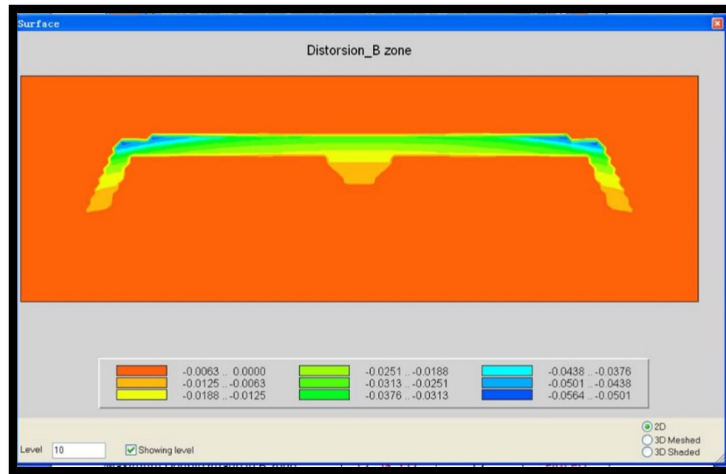 Surface
Distorsion_B zone
-0.0063 .. 0.0000
-0.0125 ..-0.0063
-0.0188 ..-0.0125
-0.0251 ..-0.0188
-0.0313 ..-0.0251
-0.0376 ..-0.0313
-0.0438 ..-0.0376
-0.0501 ..-0.0438
-0.0564 ..-0.0501
2D
3D Meshed
3D Shaded
Level 10 Showing level